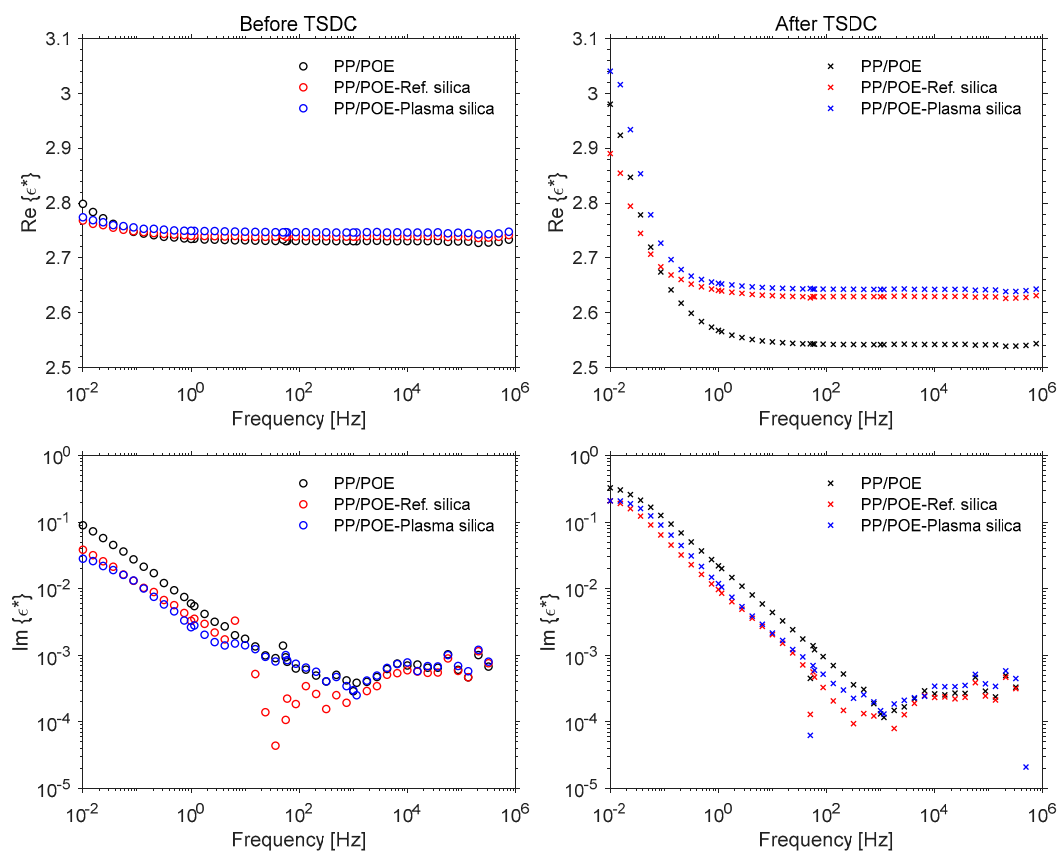 Before TSDC
3.1
3
2.9
2.8
2.7
2.6
2.5
Re {ϵ*}
PP/POE
PP/POE-Ref. silica
PP/POE-Plasma silica
10^-2 10^0 10^2 10^4 10^6
Frequency [Hz]
After TSDC
3.1
3
2.9
2.8
2.7
2.6
2.5
Re {ϵ*}
PP/POE
PP/POE-Ref. silica
PP/POE-Plasma silica
10^-2 10^0 10^2 10^4 10^6
Frequency [Hz]
10^0
10^-1
10^-2
10^-3
10^-4
10^-5
Im {ϵ*}
PP/POE
PP/POE-Ref. silica
PP/POE-Plasma silica
10^-2 10^0 10^2 10^4 10^6
Frequency [Hz]
10^0
10^-1
10^-2
10^-3
10^-4
10^-5
Im {ϵ*}
PP/POE
PP/POE-Ref. silica
PP/POE-Plasma silica
10^-2 10^0 10^2 10^4 10^6
Frequency [Hz]